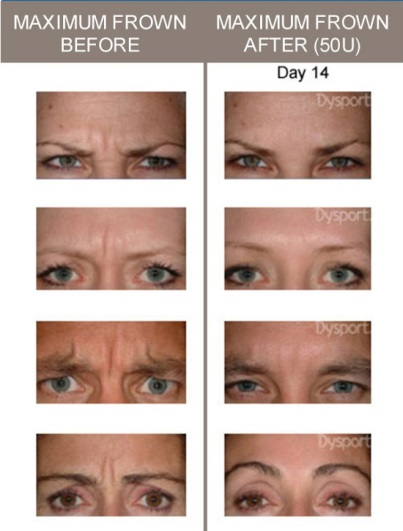 MAXIMUM FROWN
BEFORE
MAXIMUM FROWN
AFTER (50U)
Day 14
Dysport
Dysport.
Dysport
Dysport